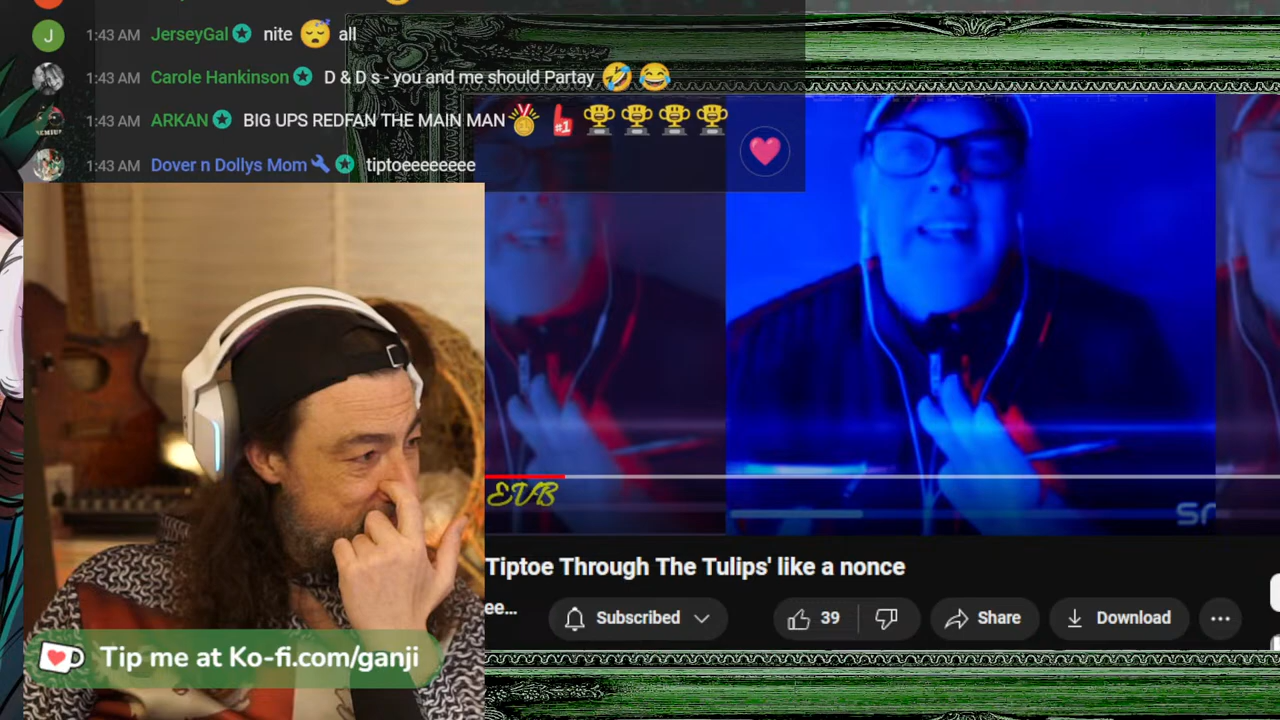 J
1:43 AM JerseyGal nite 😴 all
1:43 AM Carole Hankinson D & D s - you and me should Partay 🤣 😂
1:43 AM ARKAN BIG UPS REDFAN THE MAIN MAN 🏅 #1 🏆 🏆 🏆 🏆
1:43 AM Dover n Dollys Mom tiptoeeeeeeee
EVB
Tiptoe Through The Tulips' like a nonce
ee...
Subscribed
39
Share
Download
Tip me at Ko-fi.com/ganji